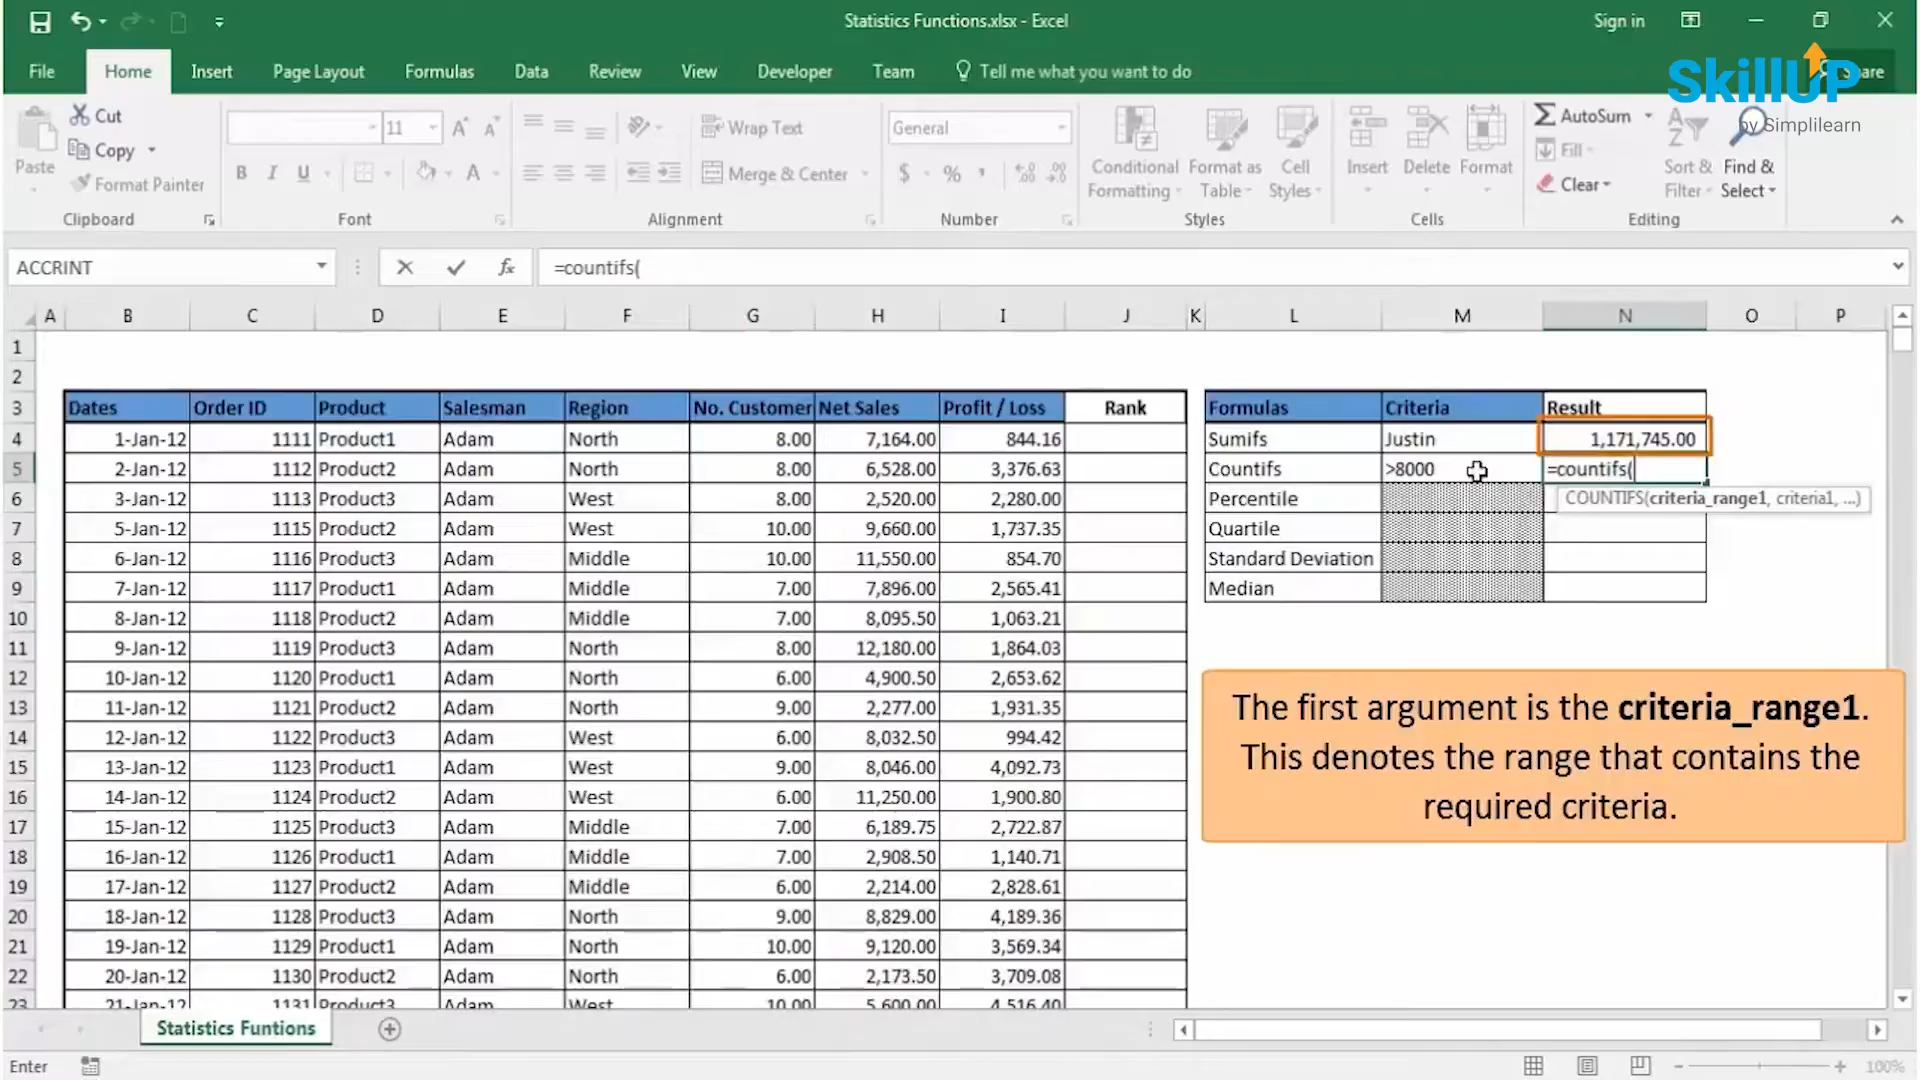 Statistics Functions.xlsx - Excel
Sign in
File Home Insert Page Layout Formulas Data Review View Developer Team Tell me what you want to do
SkillUP
by Simplilearn
Cut
Copy
Format Painter
Paste
Clipboard
11
B I U
Font
Wrap Text
Merge & Center
Alignment
General
$ % ,
Number
Conditional Formatting
Format as Table
Cell Styles
Styles
Insert Delete Format
Cells
AutoSum
Fill
Clear
Sort & Filter
Find & Select
Editing
ACCRINT fx =countifs(
A B C D E F G H I J K L M N O P
1
2
3 Dates Order ID Product Salesman Region No. Customer Net Sales Profit / Loss Rank Formulas Criteria Result
4 1-Jan-12 1111 Product1 Adam North 8.00 7,164.00 844.16 Sumifs Justin 1,171,745.00
5 2-Jan-12 1112 Product2 Adam North 8.00 6,528.00 3,376.63 Countifs >8000 =countifs(
COUNTIFS(criteria_range1, criteria1, ...)
6 3-Jan-12 1113 Product3 Adam West 8.00 2,520.00 2,280.00 Percentile
7 5-Jan-12 1115 Product2 Adam West 10.00 9,660.00 1,737.35 Quartile
8 6-Jan-12 1116 Product3 Adam Middle 10.00 11,550.00 854.70 Standard Deviation
9 7-Jan-12 1117 Product1 Adam Middle 7.00 7,896.00 2,565.41 Median
10 8-Jan-12 1118 Product2 Adam Middle 7.00 8,095.50 1,063.21
11 9-Jan-12 1119 Product3 Adam North 8.00 12,180.00 1,864.03
12 10-Jan-12 1120 Product1 Adam North 6.00 4,900.50 2,653.62
13 11-Jan-12 1121 Product2 Adam North 9.00 2,277.00 1,931.35
14 12-Jan-12 1122 Product3 Adam West 6.00 8,032.50 994.42
15 13-Jan-12 1123 Product1 Adam West 9.00 8,046.00 4,092.73
16 14-Jan-12 1124 Product2 Adam West 6.00 11,250.00 1,900.80
17 15-Jan-12 1125 Product3 Adam Middle 7.00 6,189.75 2,722.87
18 16-Jan-12 1126 Product1 Adam Middle 7.00 2,908.50 1,140.71
19 17-Jan-12 1127 Product2 Adam Middle 6.00 2,214.00 2,828.61
20 18-Jan-12 1128 Product3 Adam North 9.00 8,829.00 4,189.36
21 19-Jan-12 1129 Product1 Adam North 10.00 9,120.00 3,569.34
22 20-Jan-12 1130 Product2 Adam North 6.00 2,173.50 3,709.08
23 21-Jan-12 1131 Product3 Adam West 10.00 5,600.00 4,516.40
The first argument is the criteria_range1.
This denotes the range that contains the
required criteria.
Statistics Funtions
Enter
100%